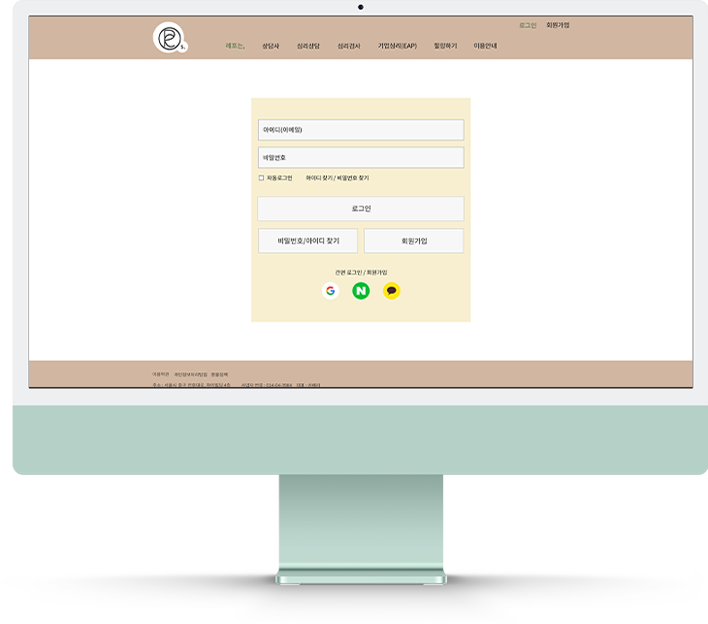 로그인 회원가입
레포는, 상담사 심리상담 심리검사 기업심리(EAP) 힐링하기 이용안내
아이디(이메일)
비밀번호
자동로그인 아이디 찾기 / 비밀번호 찾기
로그인
비밀번호/아이디 찾기 회원가입
간편 로그인 / 회원가입
N
이용약관 개인정보처리방침 환불정책